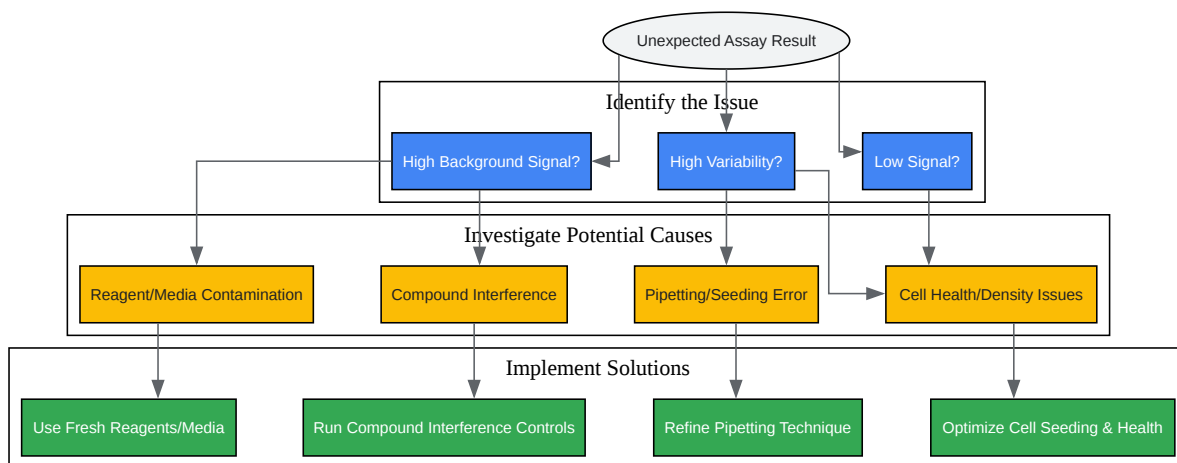 Unexpected Assay Result
Identify the Issue
High Background Signal?
High Variability?
Low Signal?
Investigate Potential Causes
Reagent/Media Contamination
Compound Interference
Pipetting/Seeding Error
Cell Health/Density Issues
Implement Solutions
Use Fresh Reagents/Media
Run Compound Interference Controls
Refine Pipetting Technique
Optimize Cell Seeding & Health